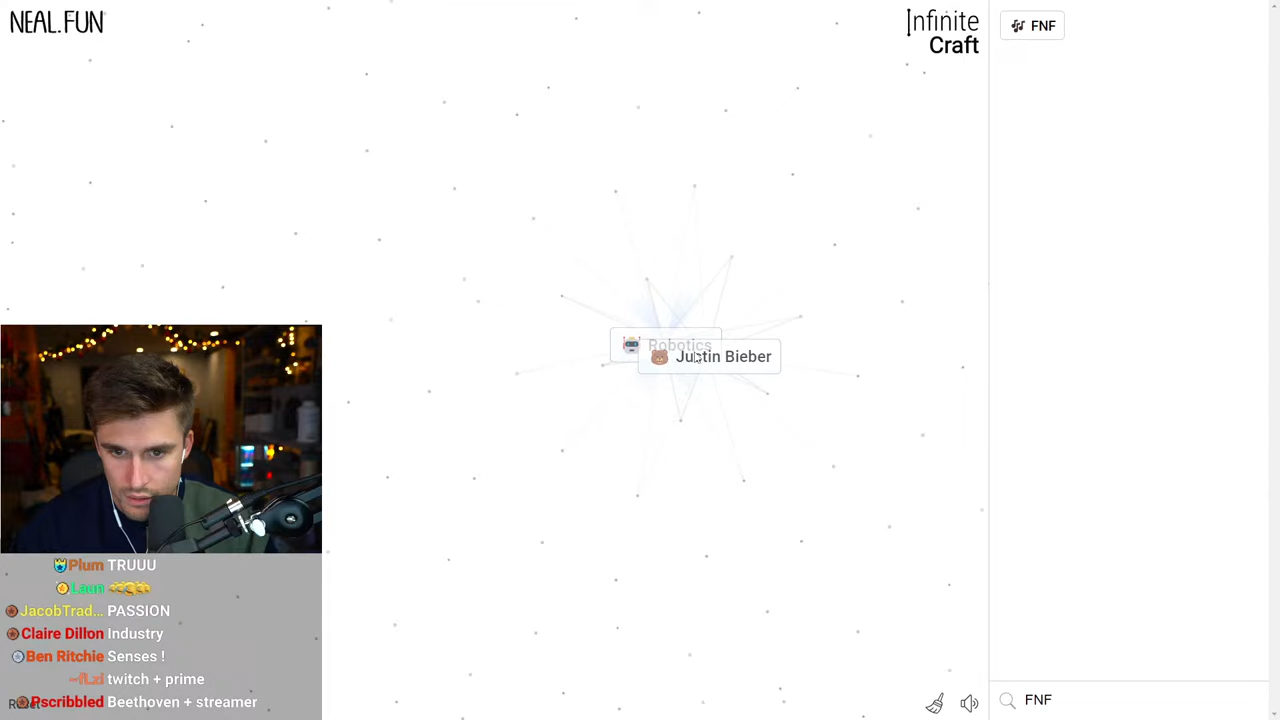 NEAL.FUN
Infinite
Craft
FNF
Robotics
Justin Bieber
Plum TRUUU
Laun
JacobTrad... PASSION
Claire Dillon Industry
Ben Ritchie Senses !
twitch + prime
Pscribbled Beethoven + streamer
FNF